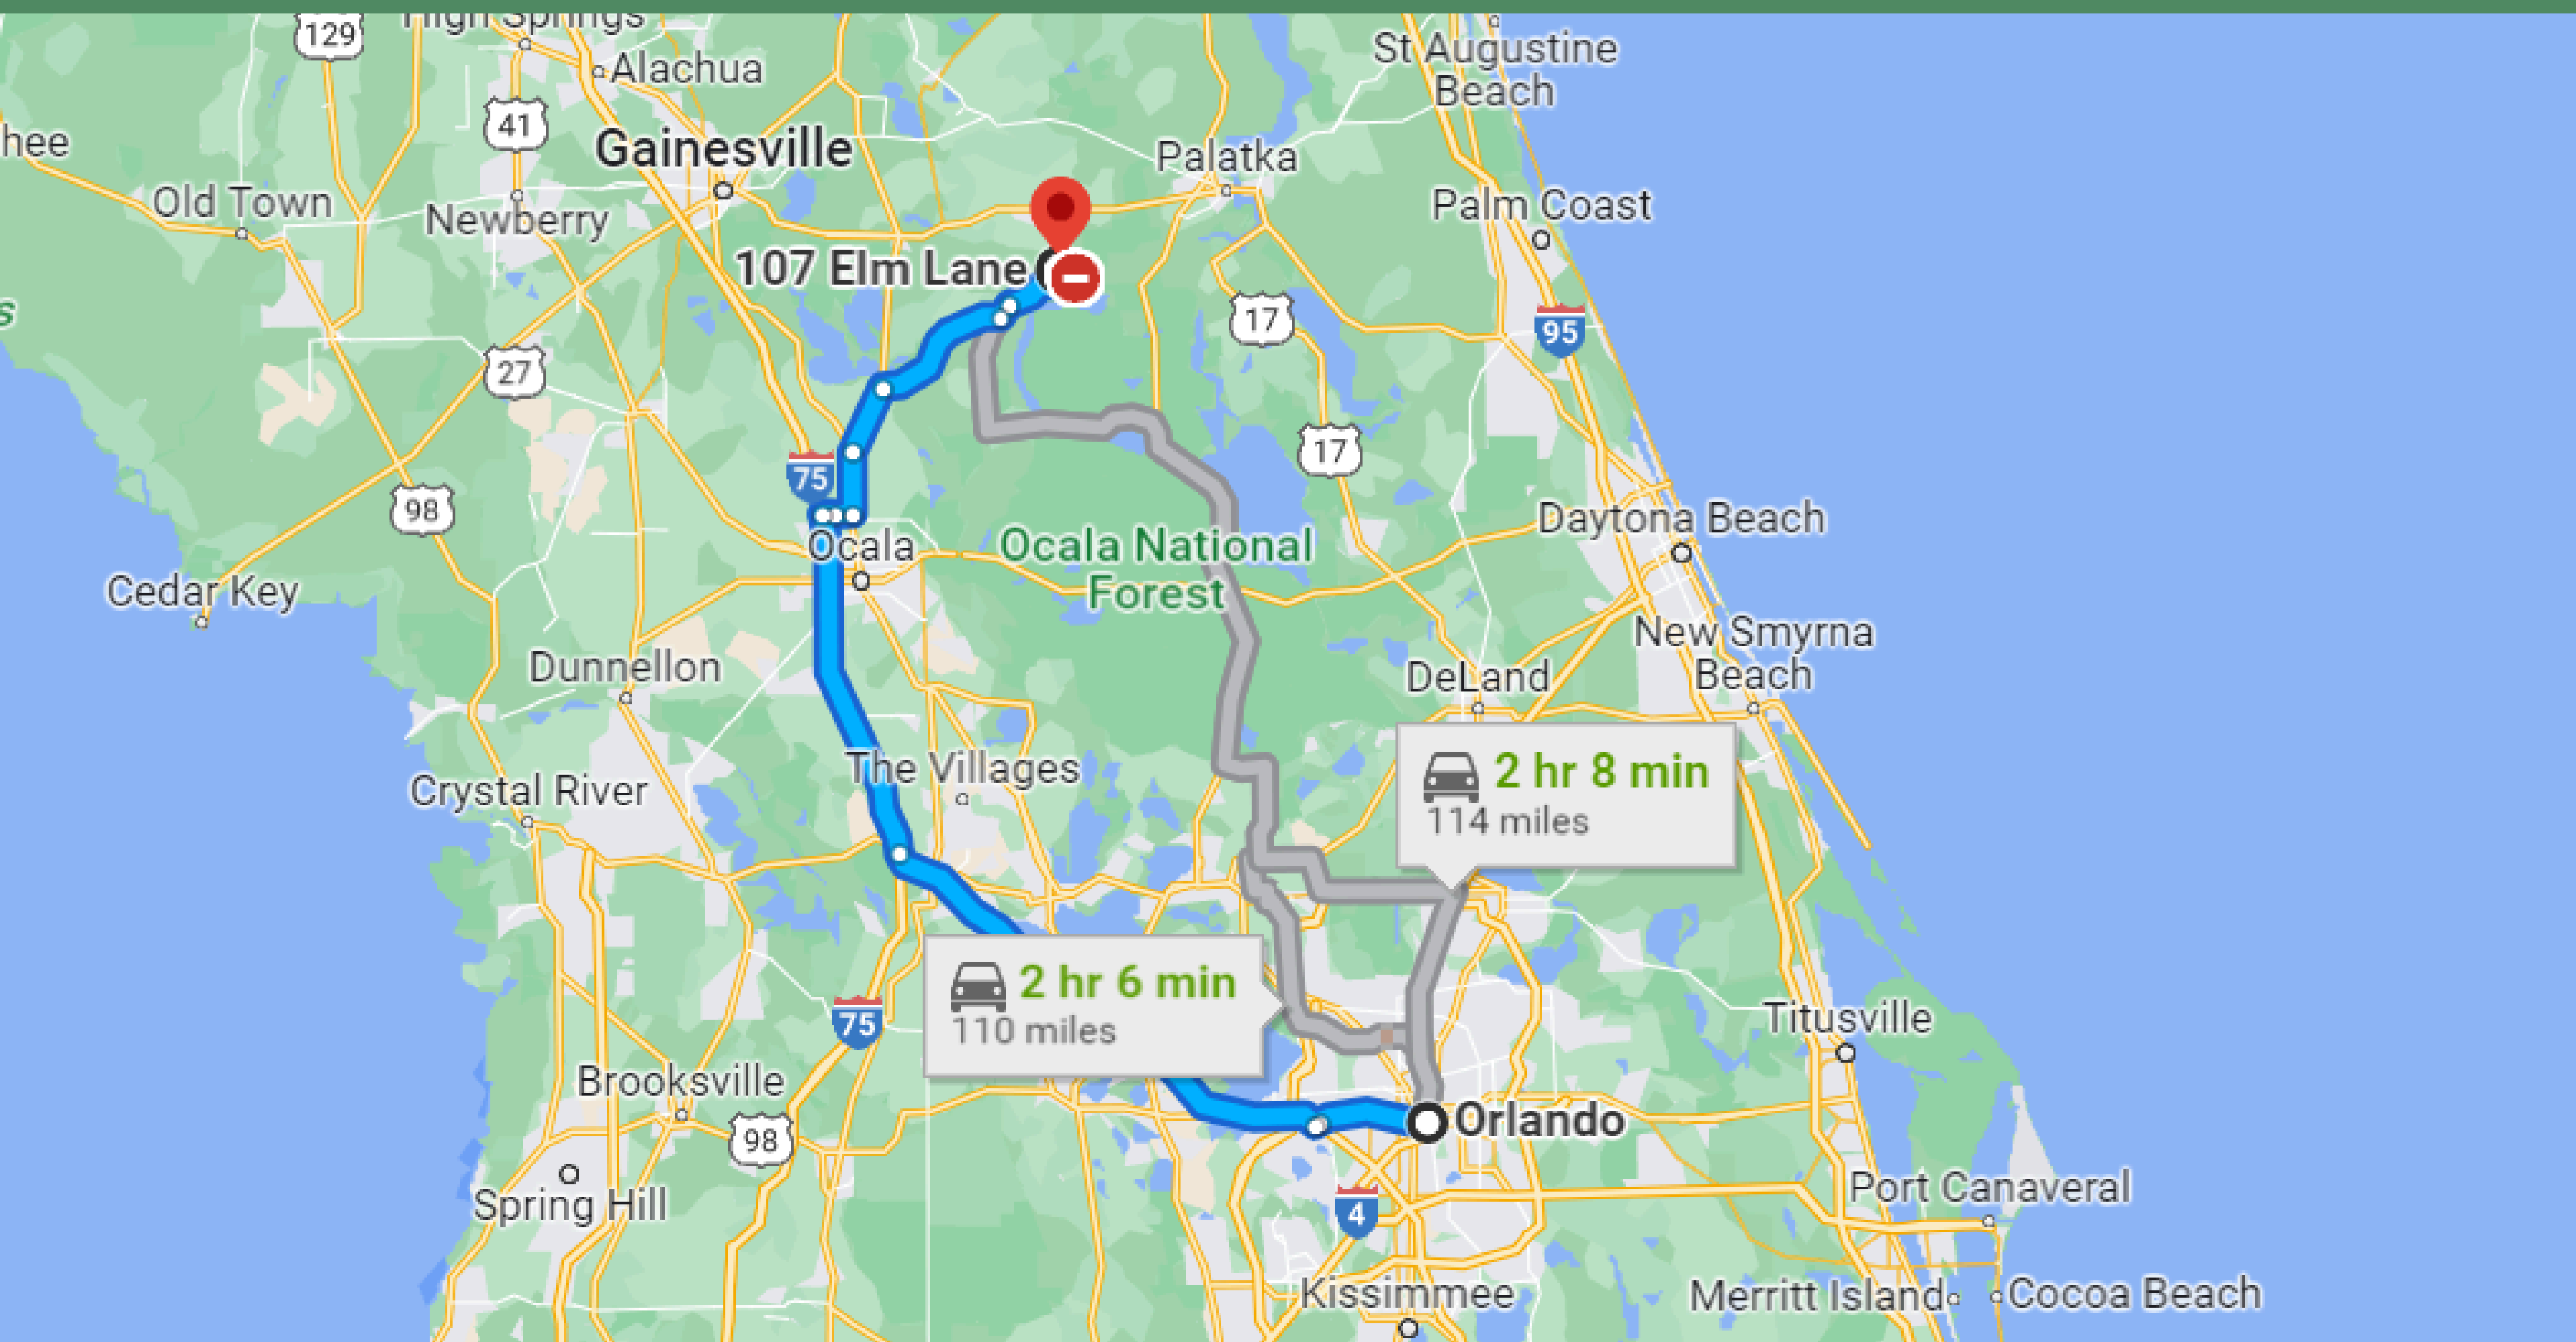 129
High Springs
Alachua
St Augustine
Beach
41
hee
Gainesville
Palatka
Old Town
Newberry
Palm Coast
107 Elm Lane
s
17
95
27
75
17
98
Ocala
Ocala National
Forest
Daytona Beach
Cedar Key
New Smyrna
Beach
Dunnellon
DeLand
The Villages
2 hr 8 min
114 miles
Crystal River
2 hr 6 min
110 miles
75
Titusville
Brooksville
98
Orlando
Spring Hill
4
Port Canaveral
Kissimmee
Merritt Island
Cocoa Beach